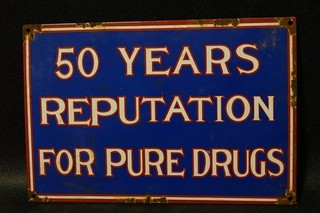 50 YEARS
REPUTATION
FOR PURE DRUGS